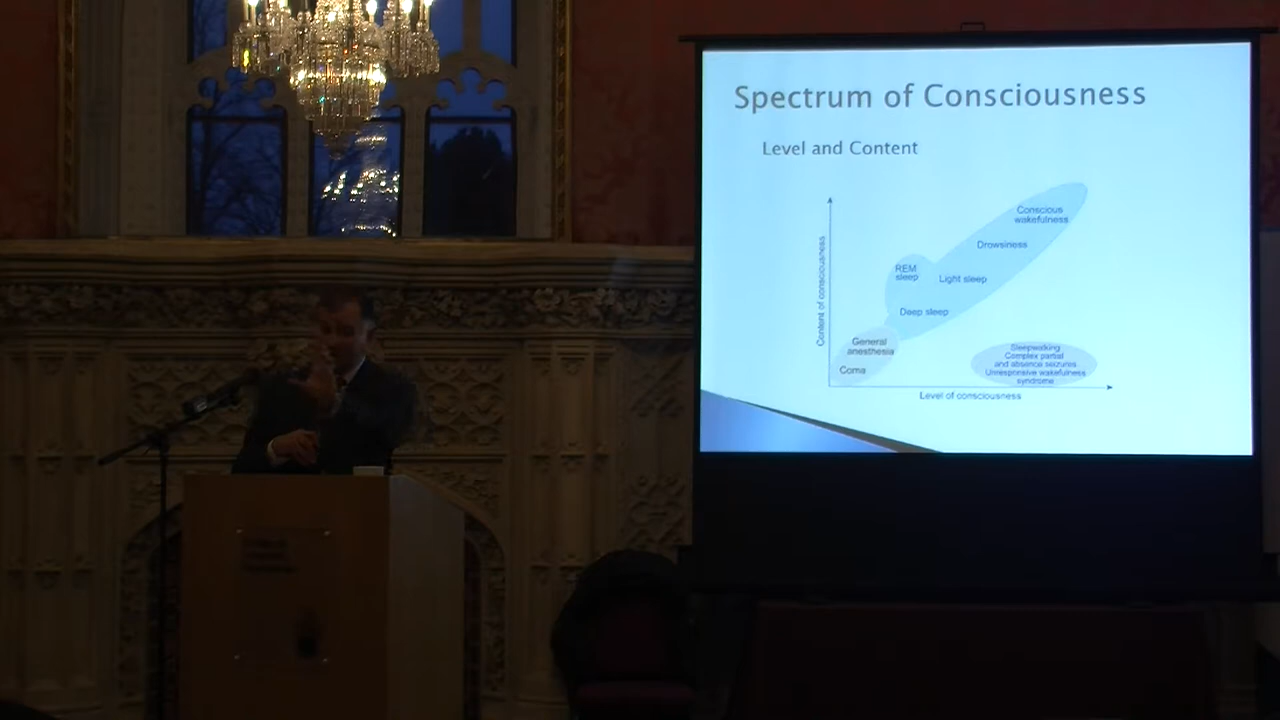 Spectrum of Consciousness
Level and Content
Content of consciousness
Conscious
wakefulness
Drowsiness
REM
sleep
Light sleep
Deep sleep
General
anesthesia
Coma
Sleepwalking
Complex partial
and absence seizures
Unresponsive wakefulness
syndrome
Level of consciousness